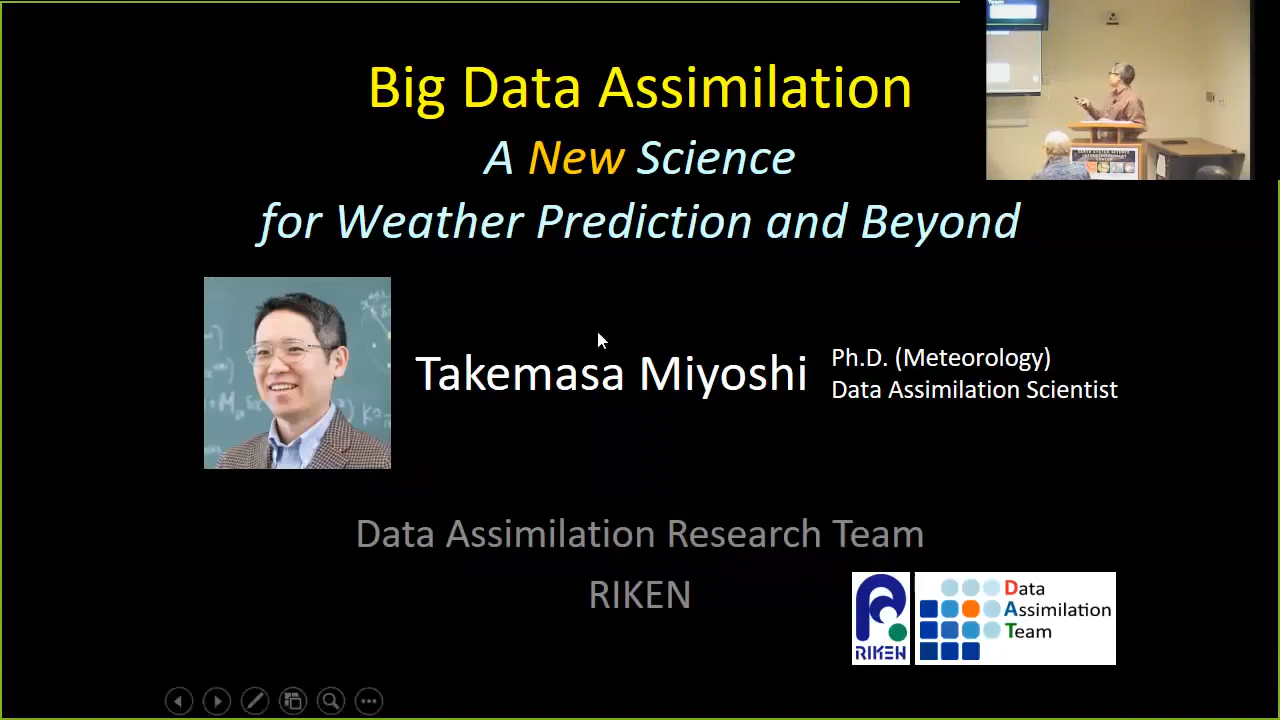 Big Data Assimilation
A New Science
for Weather Prediction and Beyond
Takemasa Miyoshi
Ph.D. (Meteorology)
Data Assimilation Scientist
Data Assimilation Research Team
RIKEN
RIKEN
Data
Assimilation
Team